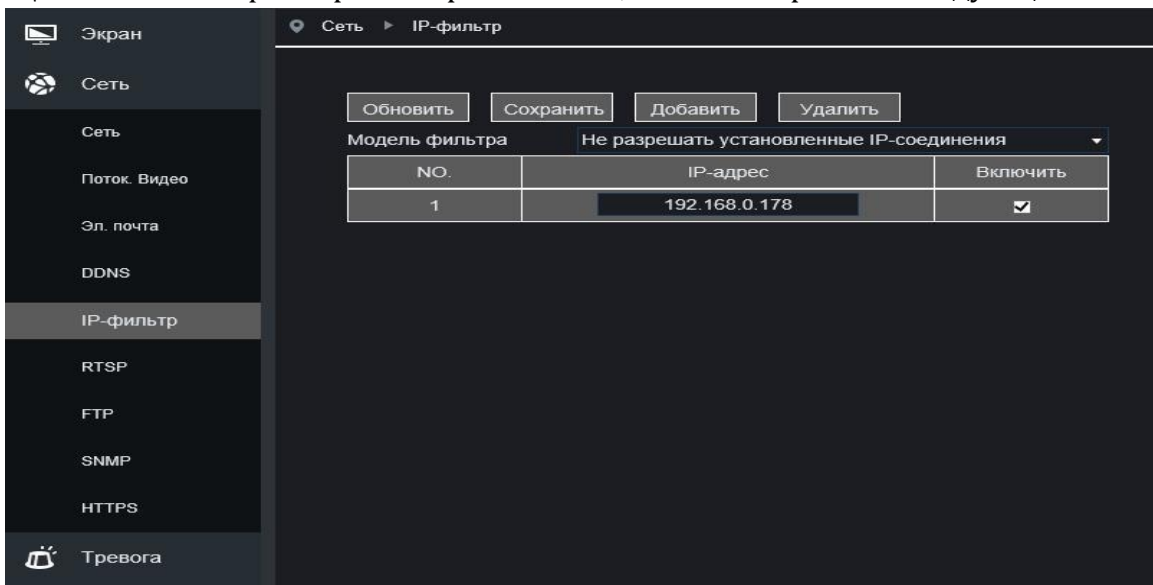 Экран
Сеть
Сеть
Поток. Видео
Эл. почта
DDNS
IP-фильтр
RTSP
FTP
SNMP
HTTPS
Тревога
Сеть ▸ IP-фильтр
Обновить Сохранить Добавить Удалить
Модель фильтра Не разрешать установленные IP-соединения
NO. IP-адрес Включить
1 192.168.0.178